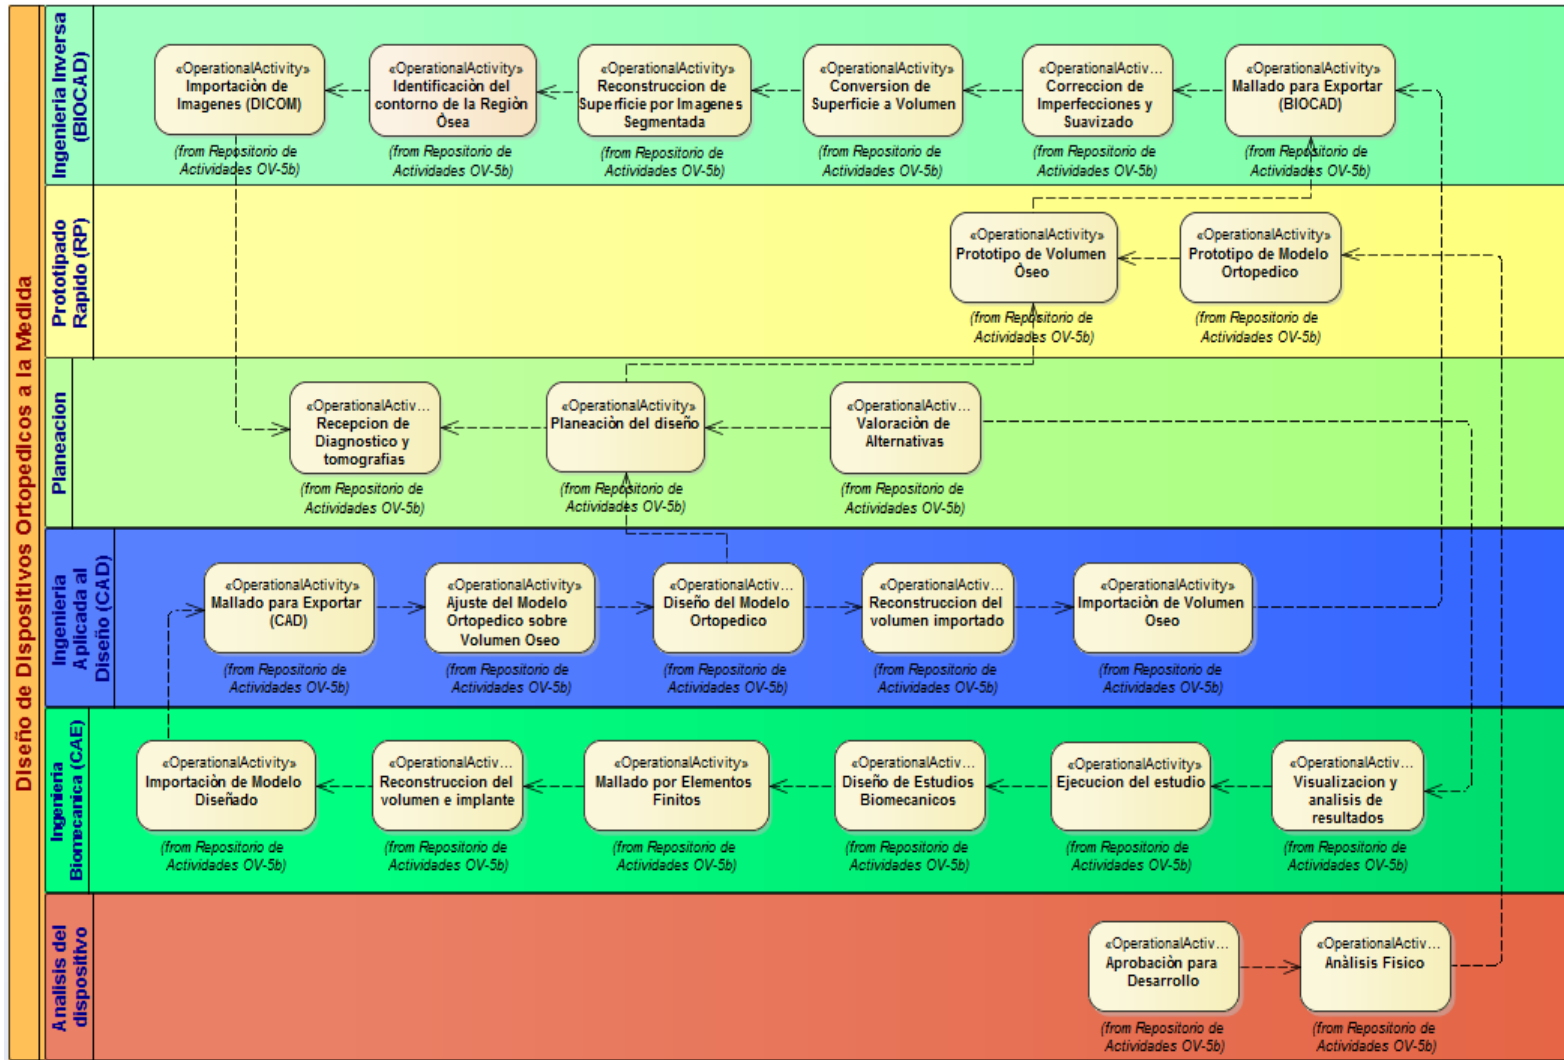 Diseño de Dispositivos Ortopedicos a la Medida
Ingenieria Inversa
(BIOCAD)
«OperationalActivity»
Importaciòn de
Imagenes (DICOM)
(from Repositorio de
Actividades OV-5b)
«OperationalActivity»
Identificaciòn del
contorno de la Regiòn
Òsea
(from Repositorio de
Actividades OV-5b)
«OperationalActivity»
Reconstruccion de
Superficie por Imagenes
Segmentada
(from Repositorio de
Actividades OV-5b)
«OperationalActivity»
Conversion de
Superficie a Volumen
(from Repositorio de
Actividades OV-5b)
«OperationalActiv...
Correccion de
Imperfecciones y
Suavizado
(from Repositorio de
Actividades OV-5b)
«OperationalActivity»
Mallado para Exportar
(BIOCAD)
(from Repositorio de
Actividades OV-5b)
Prototipado
Rapido (RP)
«OperationalActivity»
Prototipo de Volumen
Òseo
(from Repositorio de
Actividades OV-5b)
«OperationalActivity»
Prototipo de Modelo
Ortopedico
(from Repositorio de
Actividades OV-5b)
Planeacion
«OperationalActiv...
Recepcion de
Diagnostico y
tomografias
(from Repositorio de
Actividades OV-5b)
«OperationalActivity»
Planeaciòn del diseño
(from Repositorio de
Actividades OV-5b)
«OperationalActiv...
Valoraciòn de
Alternativas
(from Repositorio de
Actividades OV-5b)
Ingenieria
Aplicada al
Diseño (CAD)
«OperationalActivity»
Mallado para Exportar
(CAD)
(from Repositorio de
Actividades OV-5b)
«OperationalActivity»
Ajuste del Modelo
Ortopedico sobre
Volumen Oseo
(from Repositorio de
Actividades OV-5b)
«OperationalActiv...
Diseño del Modelo
Ortopedico
(from Repositorio de
Actividades OV-5b)
«OperationalActiv...
Reconstruccion del
volumen importado
(from Repositorio de
Actividades OV-5b)
«OperationalActivity»
Importaciòn de Volumen
Oseo
(from Repositorio de
Actividades OV-5b)
Ingenieria
Biomecanica (CAE)
«OperationalActivity»
Importaciòn de Modelo
Diseñado
(from Repositorio de
Actividades OV-5b)
«OperationalActiv...
Reconstruccion del
volumen e implante
(from Repositorio de
Actividades OV-5b)
«OperationalActivity»
Mallado por Elementos
Finitos
(from Repositorio de
Actividades OV-5b)
«OperationalActiv...
Diseño de Estudios
Biomecanicos
(from Repositorio de
Actividades OV-5b)
«OperationalActivity»
Ejecucion del estudio
(from Repositorio de
Actividades OV-5b)
«OperationalActiv...
Visualizacion y
analisis de
resultados
(from Repositorio de
Actividades OV-5b)
Analisis del
dispositivo
«OperationalActiv...
Aprobaciòn para
Desarrollo
(from Repositorio de
Actividades OV-5b)
«OperationalActiv...
Anàlisis Fisico
(from Repositorio de
Actividades OV-5b)